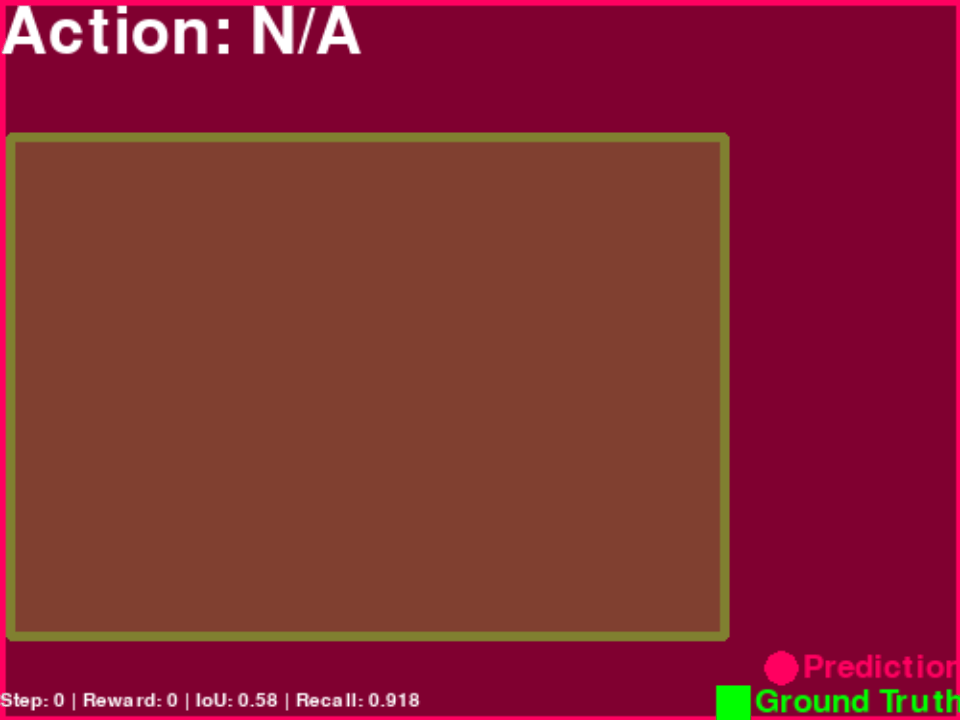 Action: N/A
Prediction
Step: 0 | Reward: 0 | IoU: 0.58 | Recall: 0.918
Ground Truth